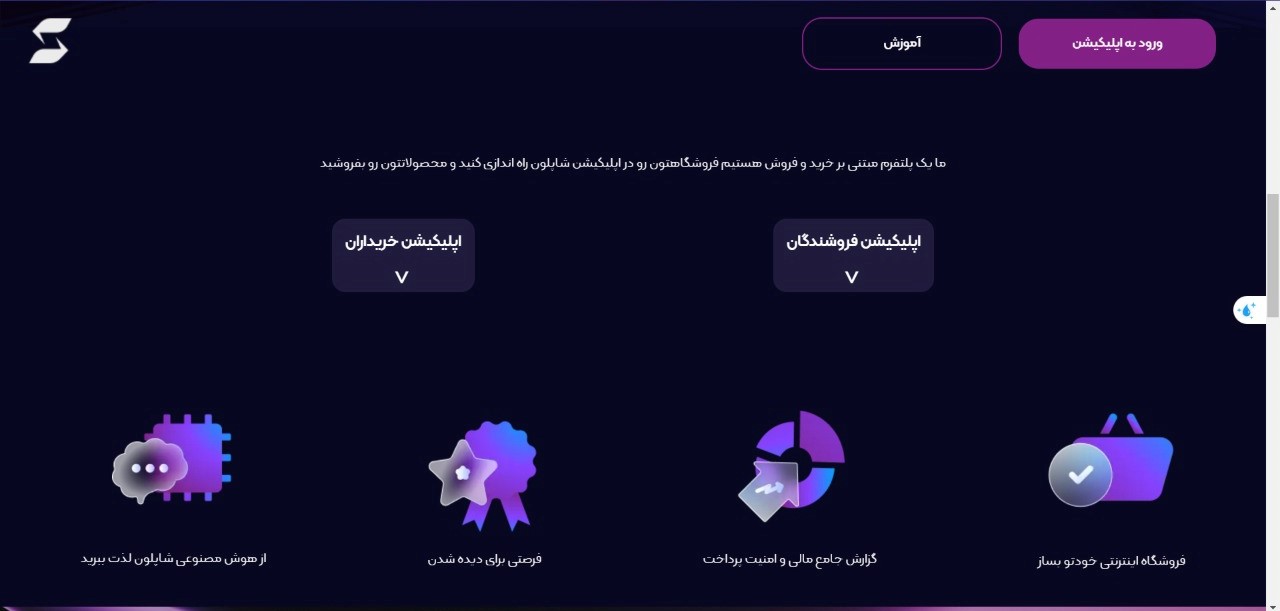 ورود به اپلیکیشن
آموزش
ما یک پلتفرم مبتنی بر خرید و فروش هستیم فروشگاهتون رو در اپلیکیشن شاپلون راه اندازی کنید و محصولاتتون رو بفروشید
اپلیکیشن فروشندگان
اپلیکیشن خریداران
فروشگاه اینترنتی خودتو بساز
گزارش جامع مالی و امنیت پرداخت
فرصتی برای دیده شدن
از هوش مصنوعی شاپلون لذت ببرید